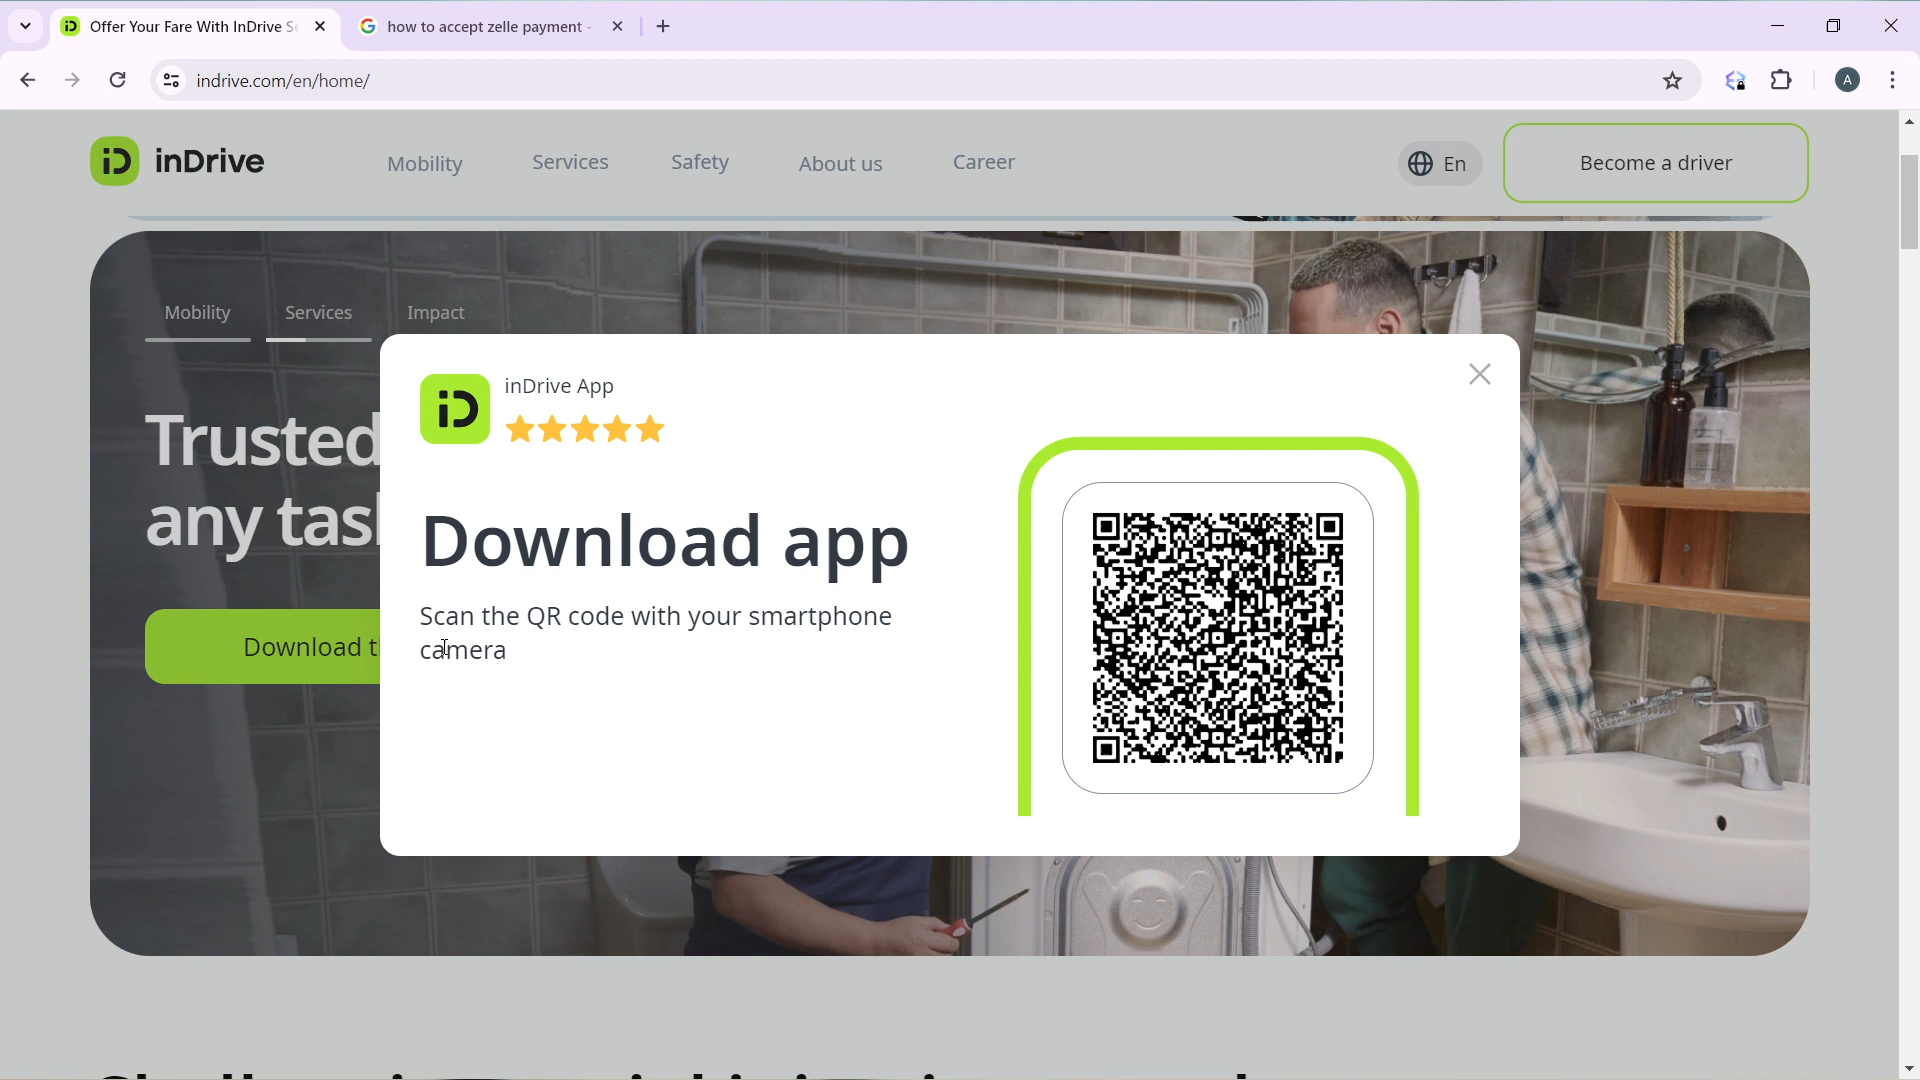 Offer Your Fare With InDrive
how to accept zelle payment -
indrive.com/en/home/
A
inDrive
Mobility
Services
Safety
About us
Career
En
Become a driver
Mobility
Services
Impact
Trusted
any
Download
inDrive App
Download app
Scan the QR code with your smartphone
camera